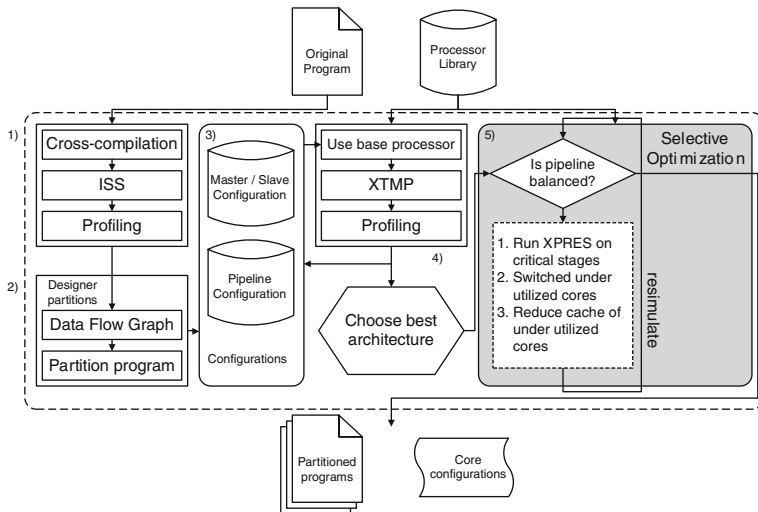 Original
Program
Processor
Library
1)
Cross-compilation
ISS
Profiling
2)
Designer
partitions
Data Flow Graph
Partition program
3)
Master / Slave
Configuration
Pipeline
Configuration
Configurations
Use base processor
XTMP
Profiling
4)
Choose best
architecture
5)
Selective
Optimization
Is pipeline
balanced?
1. Run XPRES on
critical stages
2. Switched under
utilized cores
3. Reduce cache of
under utilized
cores
resimulate
Partitioned
programs
Core
configurations